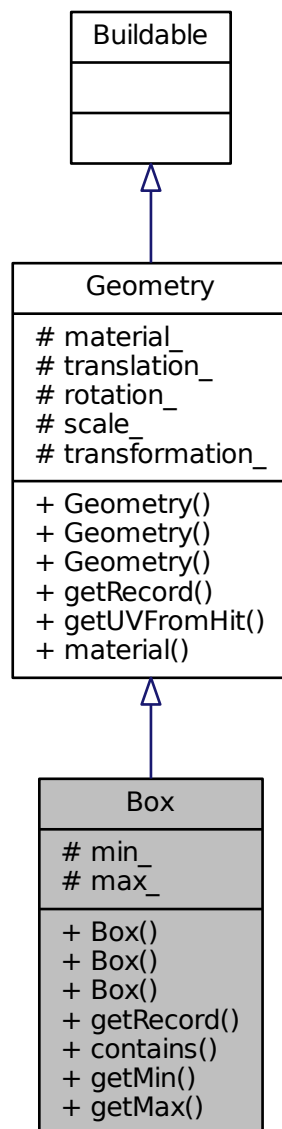 Buildable
Geometry
# material_
# translation_
# rotation_
# scale_
# transformation_
+ Geometry()
+ Geometry()
+ Geometry()
+ getRecord()
+ getUVFromHit()
+ material()
Box
# min_
# max_
+ Box()
+ Box()
+ Box()
+ getRecord()
+ contains()
+ getMin()
+ getMax()